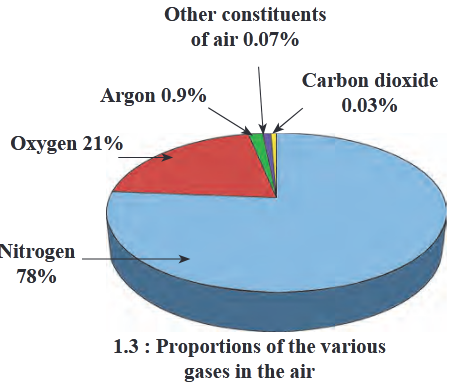 Other constituents
of air 0.07%
Carbon dioxide
0.03%
Argon 0.9%
Oxygen 21%
Nitrogen
78%
1.3 : Proportions of the various
gases in the air